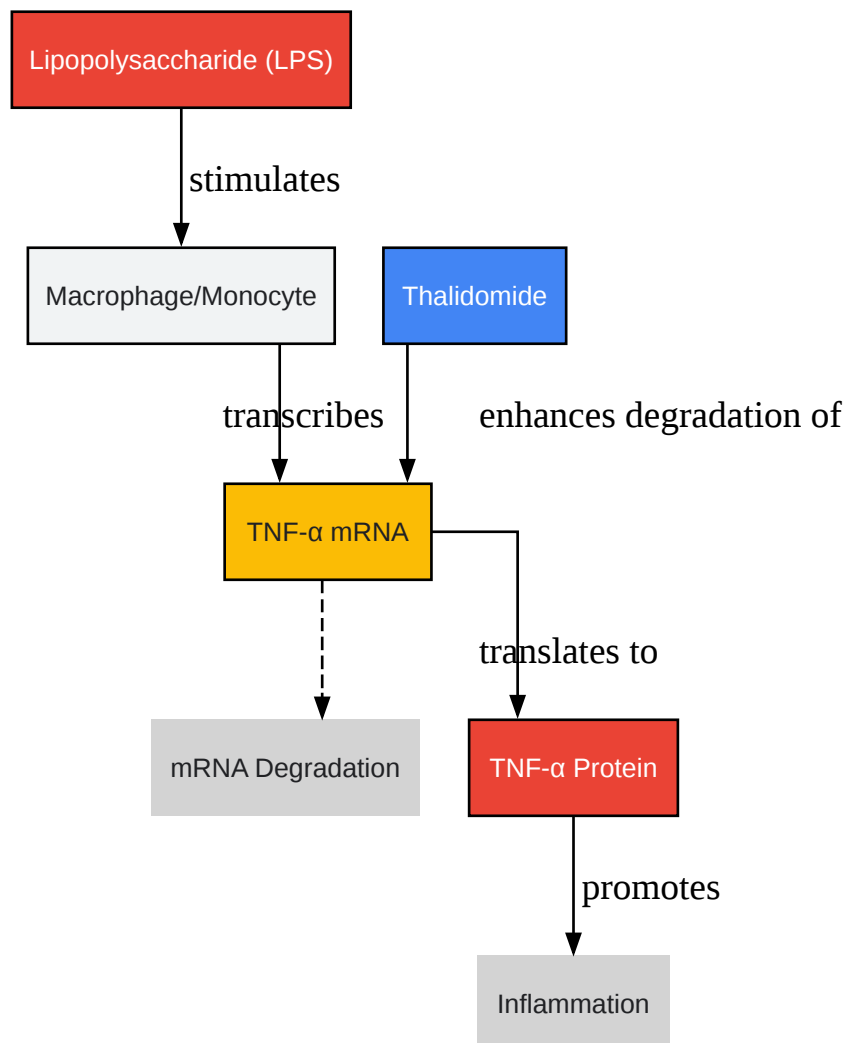 Lipopolysaccharide (LPS)
stimulates
Macrophage/Monocyte
Thalidomide
transcribes
enhances degradation of
TNF-α mRNA
translates to
mRNA Degradation
TNF-α Protein
promotes
Inflammation